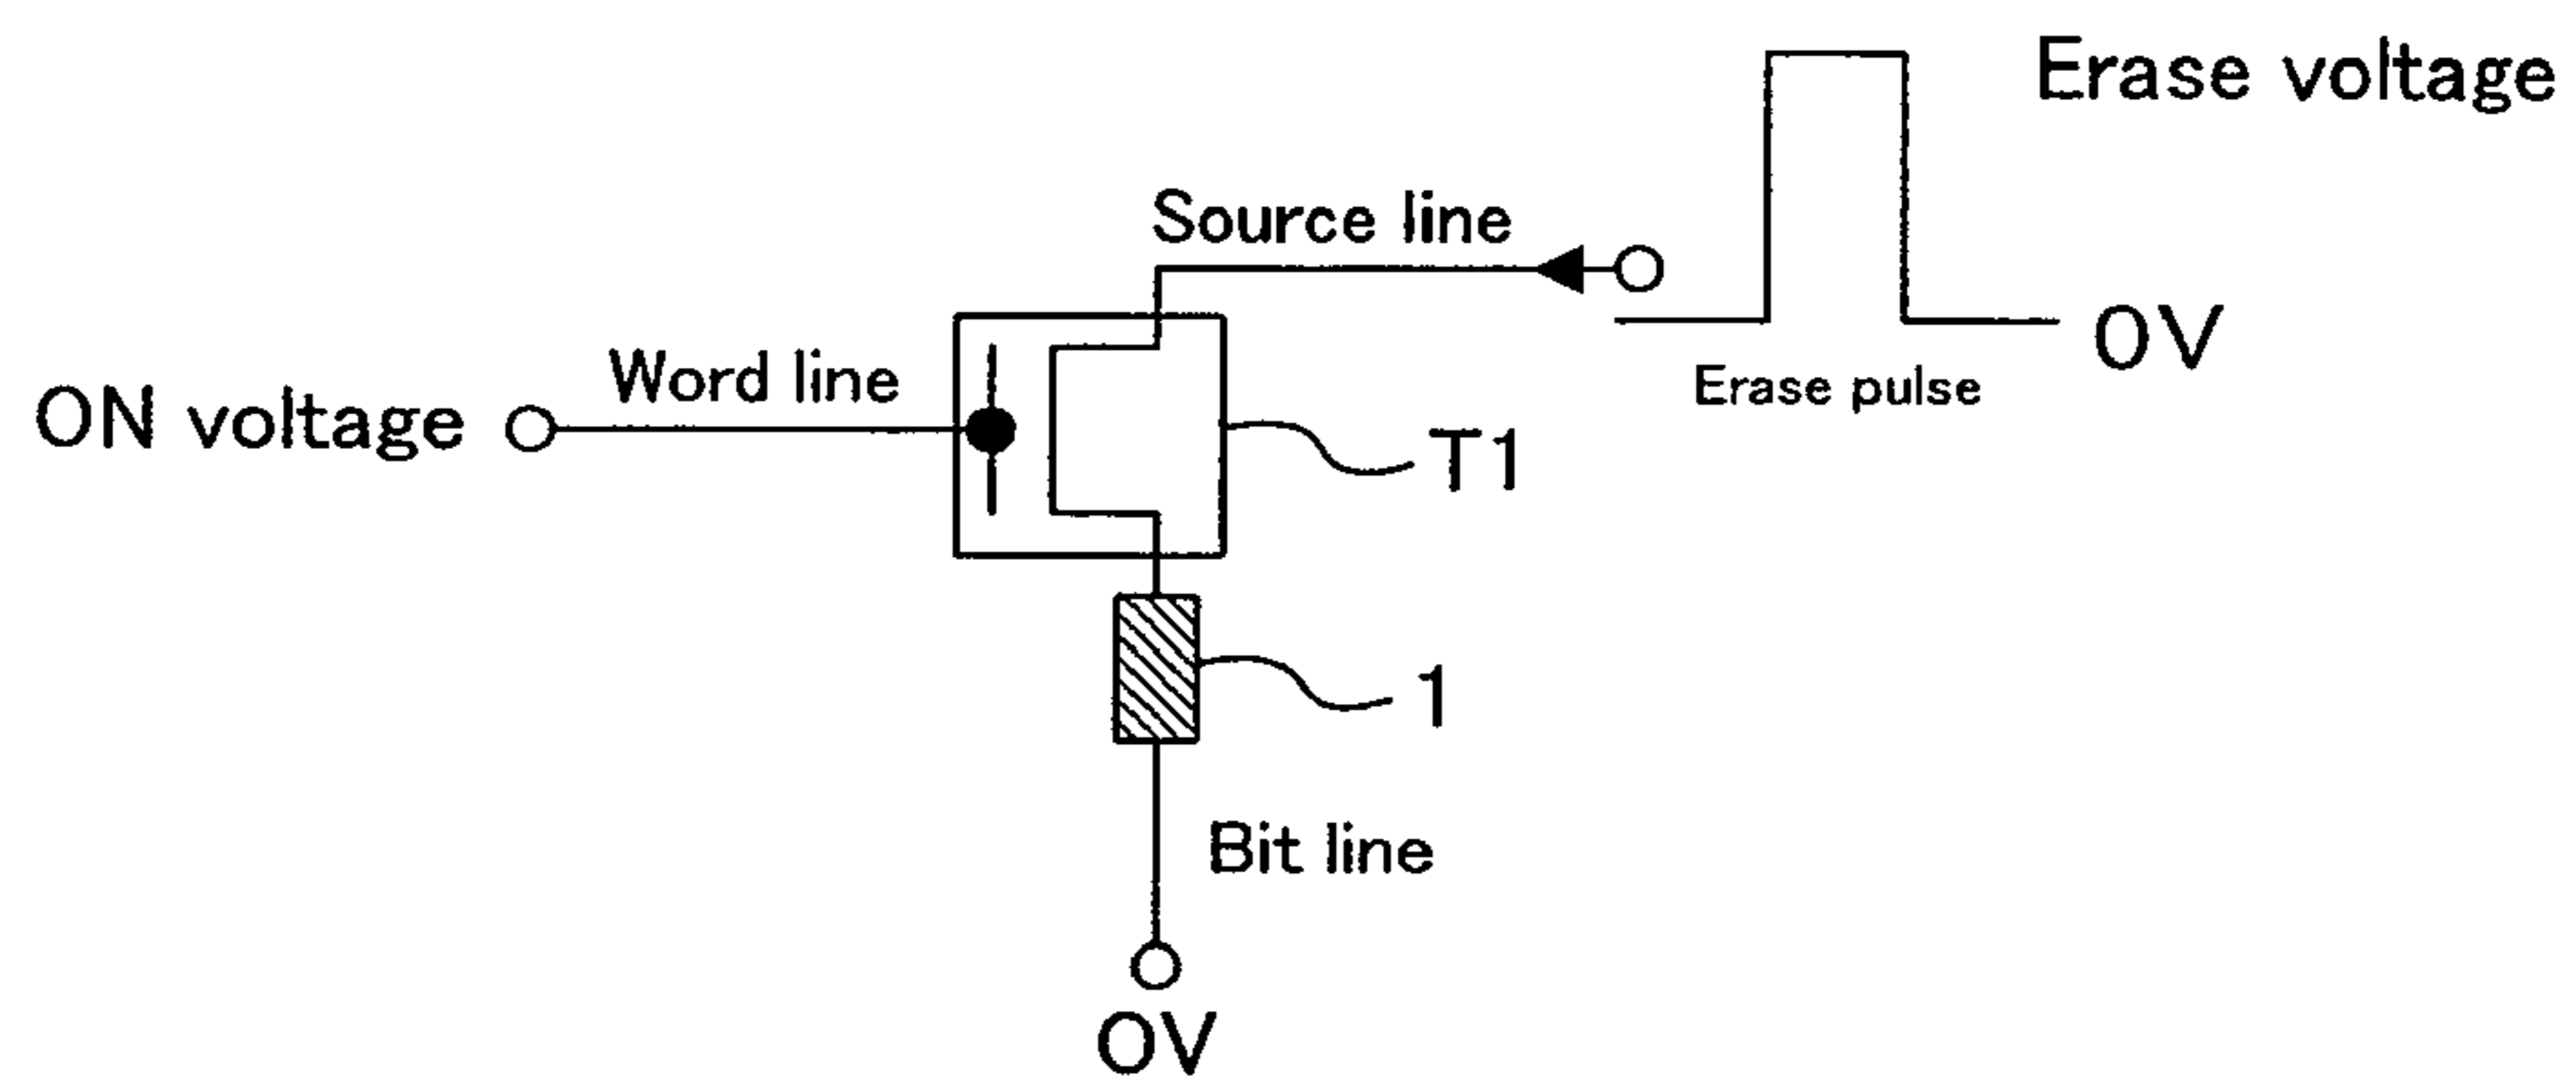 Erase voltage
Source line
0V
Erase pulse
Word line
ON voltage
T1
1
Bit line
0V